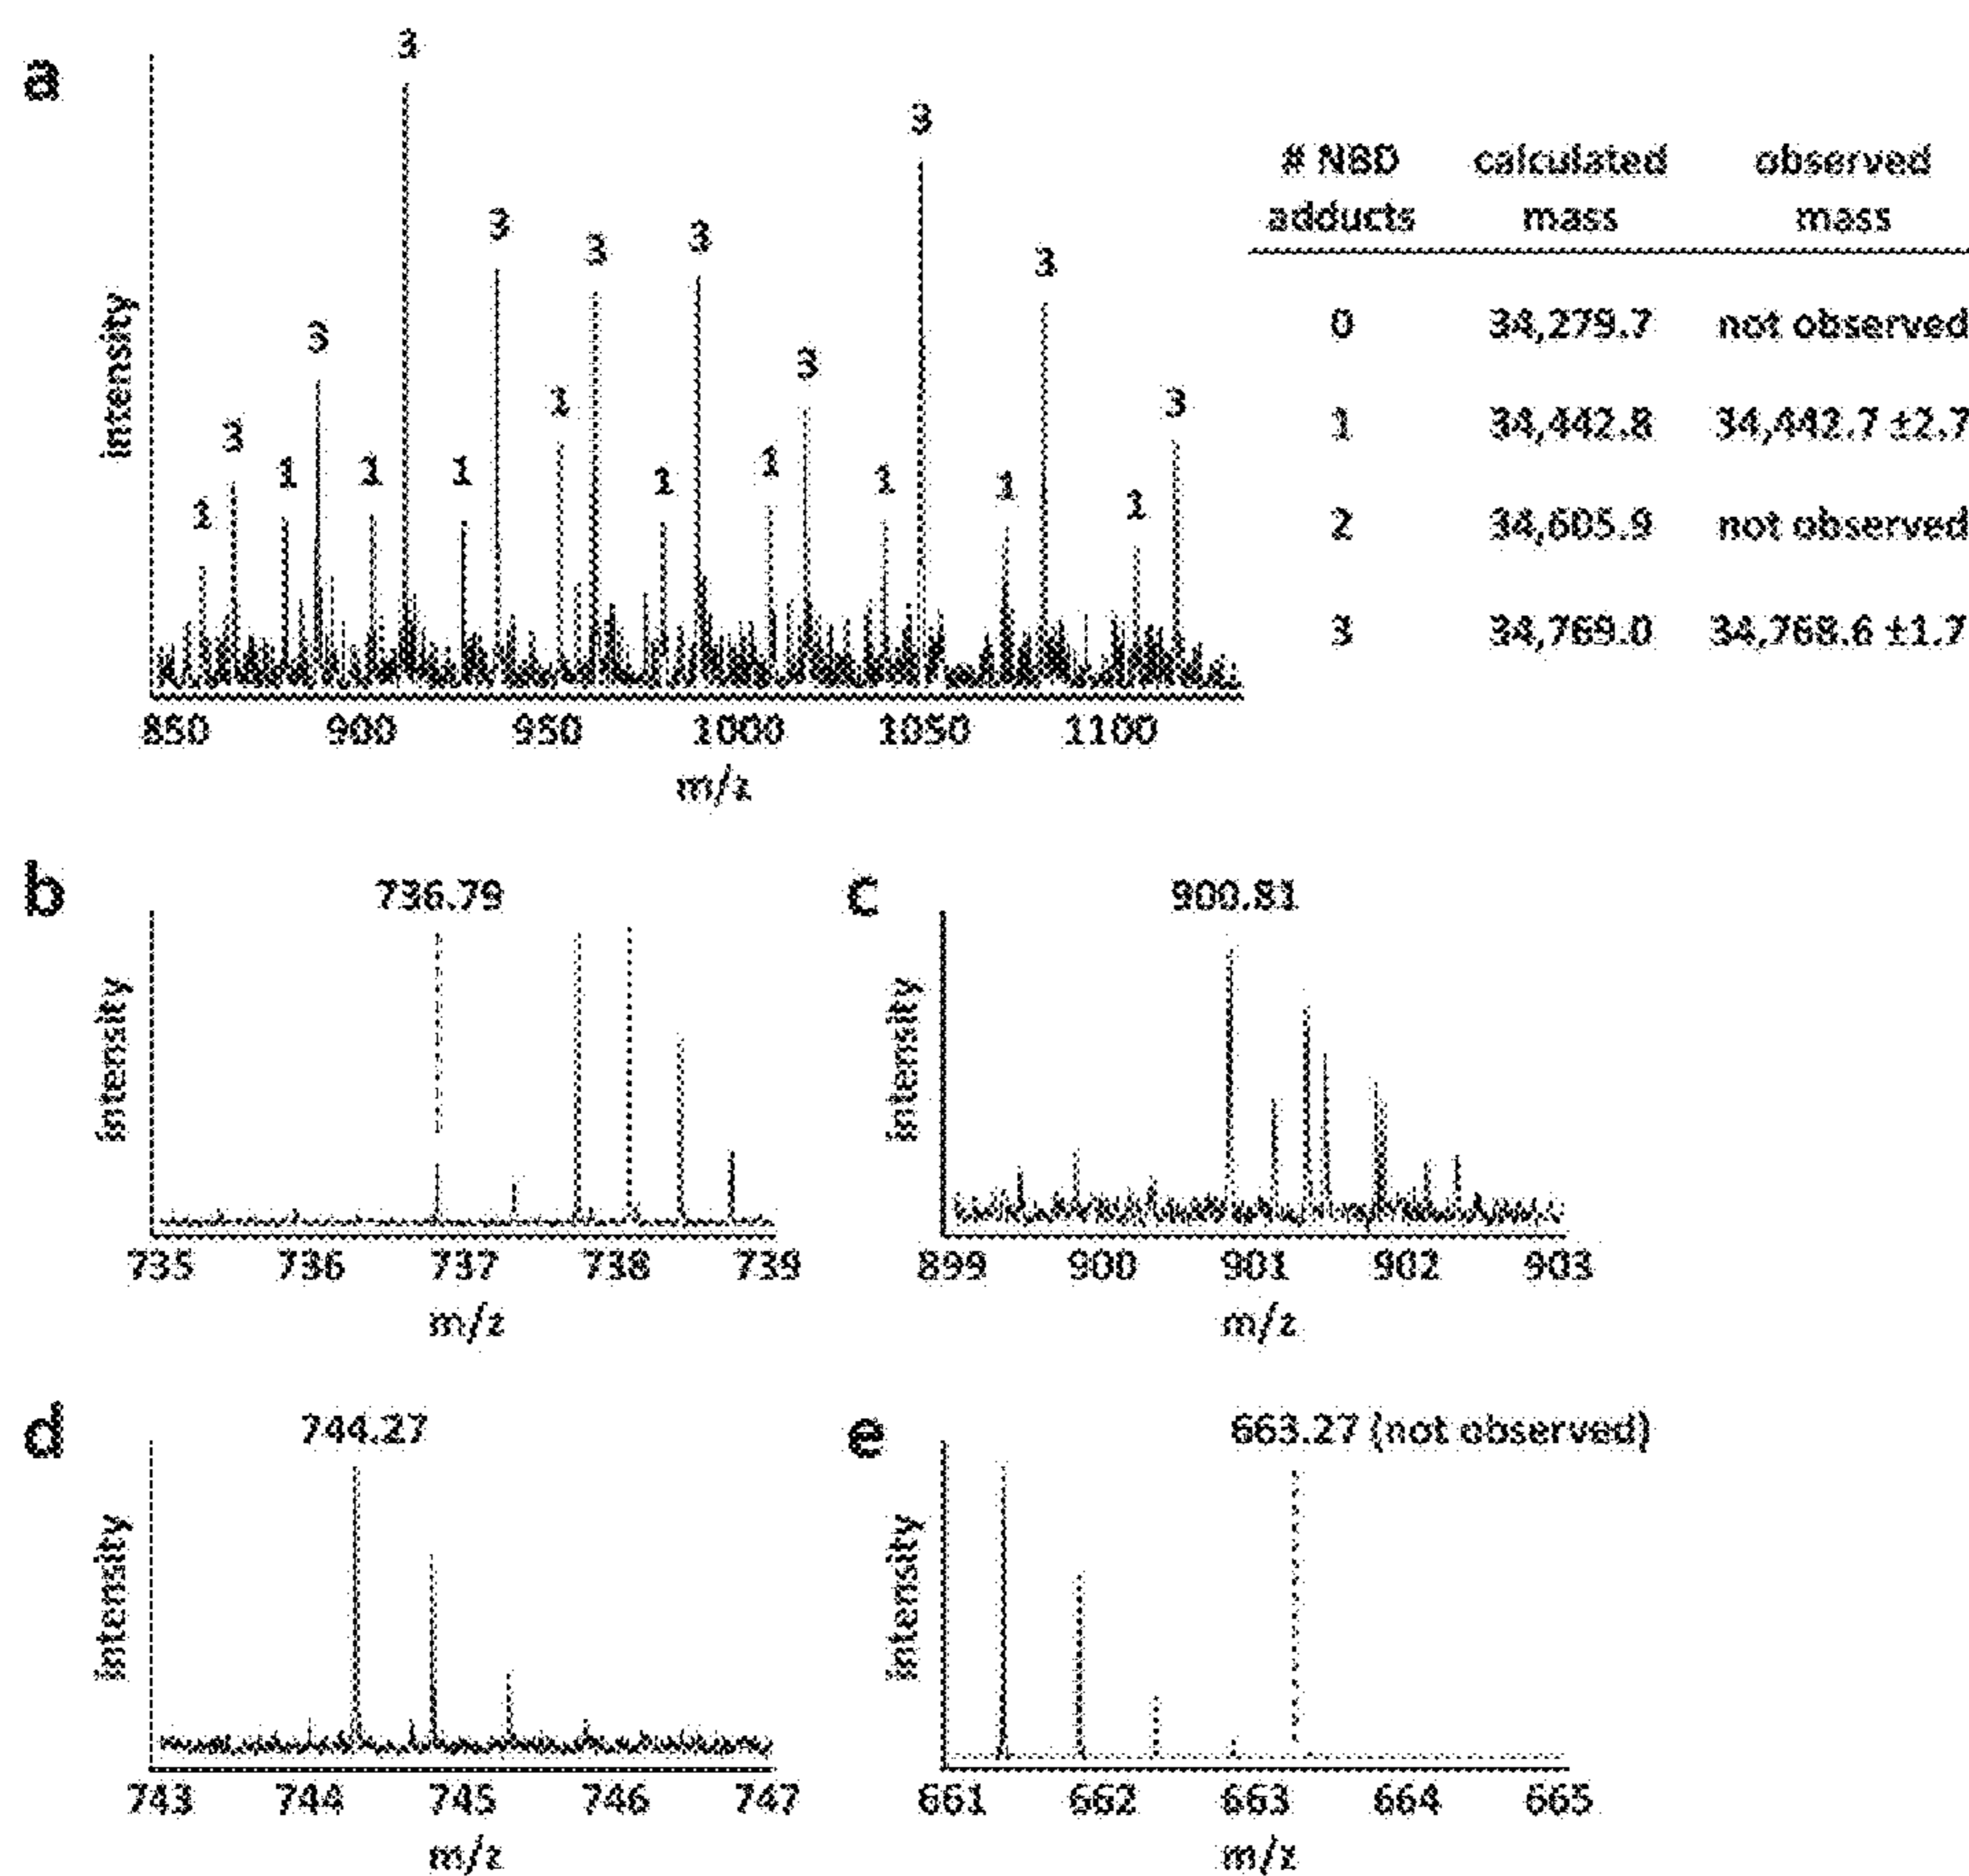 a
3
3
3
3
3
3
3
3
3
3
1
1
1
1
1
1
1
1
1
1
intensity
850 900 950 1000 1050 1100
m/z
# NBD calculated observed
adducts mass mass
0 34,279.7 not observed
1 34,442.8 34,442.7 ±2.7
2 34,605.9 not observed
3 34,769.0 34,768.6 ±1.7
b
736.79
intensity
735 736 737 738 739
m/z
c
900.81
intensity
899 900 901 902 903
m/z
d
744.27
intensity
743 744 745 746 747
m/z
e
663.27 (not observed)
intensity
661 662 663 664 665
m/z